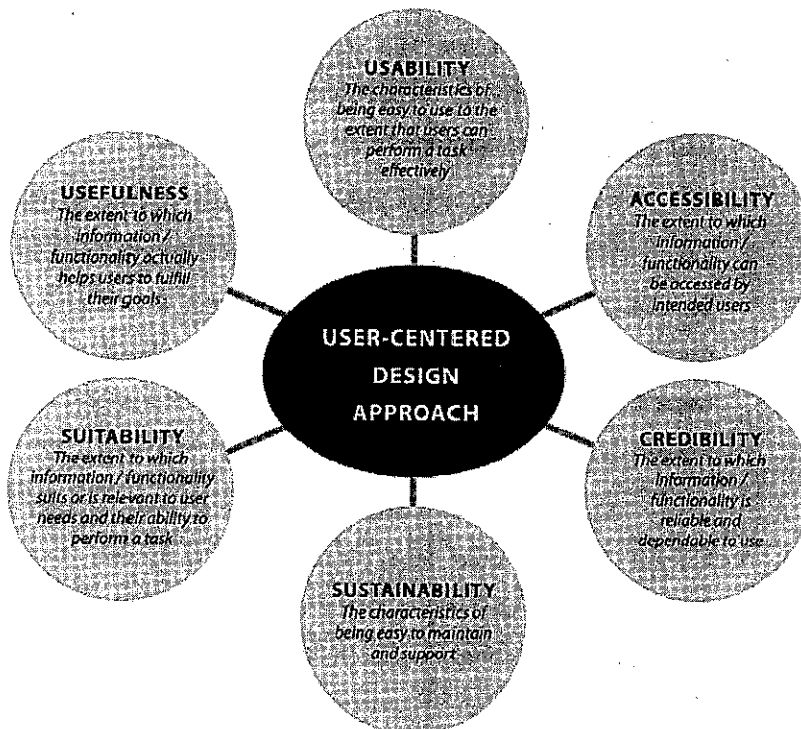 USABILITY
The characteristics of
being easy to use to the
extent that users can
perform a task
effectively
USEFULNESS
The extent to which
information /
functionality actually
helps users to fulfill
their goals
ACCESSIBILITY
The extent to which
information /
functionality can
be accessed by
intended users
USER-CENTERED
DESIGN
APPROACH
SUITABILITY
The extent to which
information / functionality
suits or is relevant to user
needs and their ability to
perform a task
CREDIBILITY
The extent to which
information /
functionality is
reliable and
dependable to use
SUSTAINABILITY
The characteristics of
being easy to maintain
and support